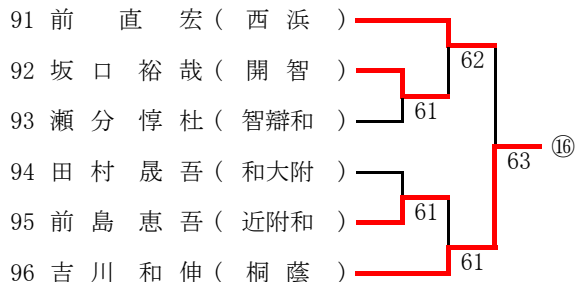 91 前 直 宏 ( 西 浜 )
62
92 坂 口 裕 哉 ( 開 智 )
61
93 瀬 分 惇 杜 ( 智辯和 )
63 ⑯
94 田 村 晟 吾 ( 和大附 )
61
95 前 島 恵 吾 ( 近附和 )
61
96 吉 川 和 伸 ( 桐 蔭 )